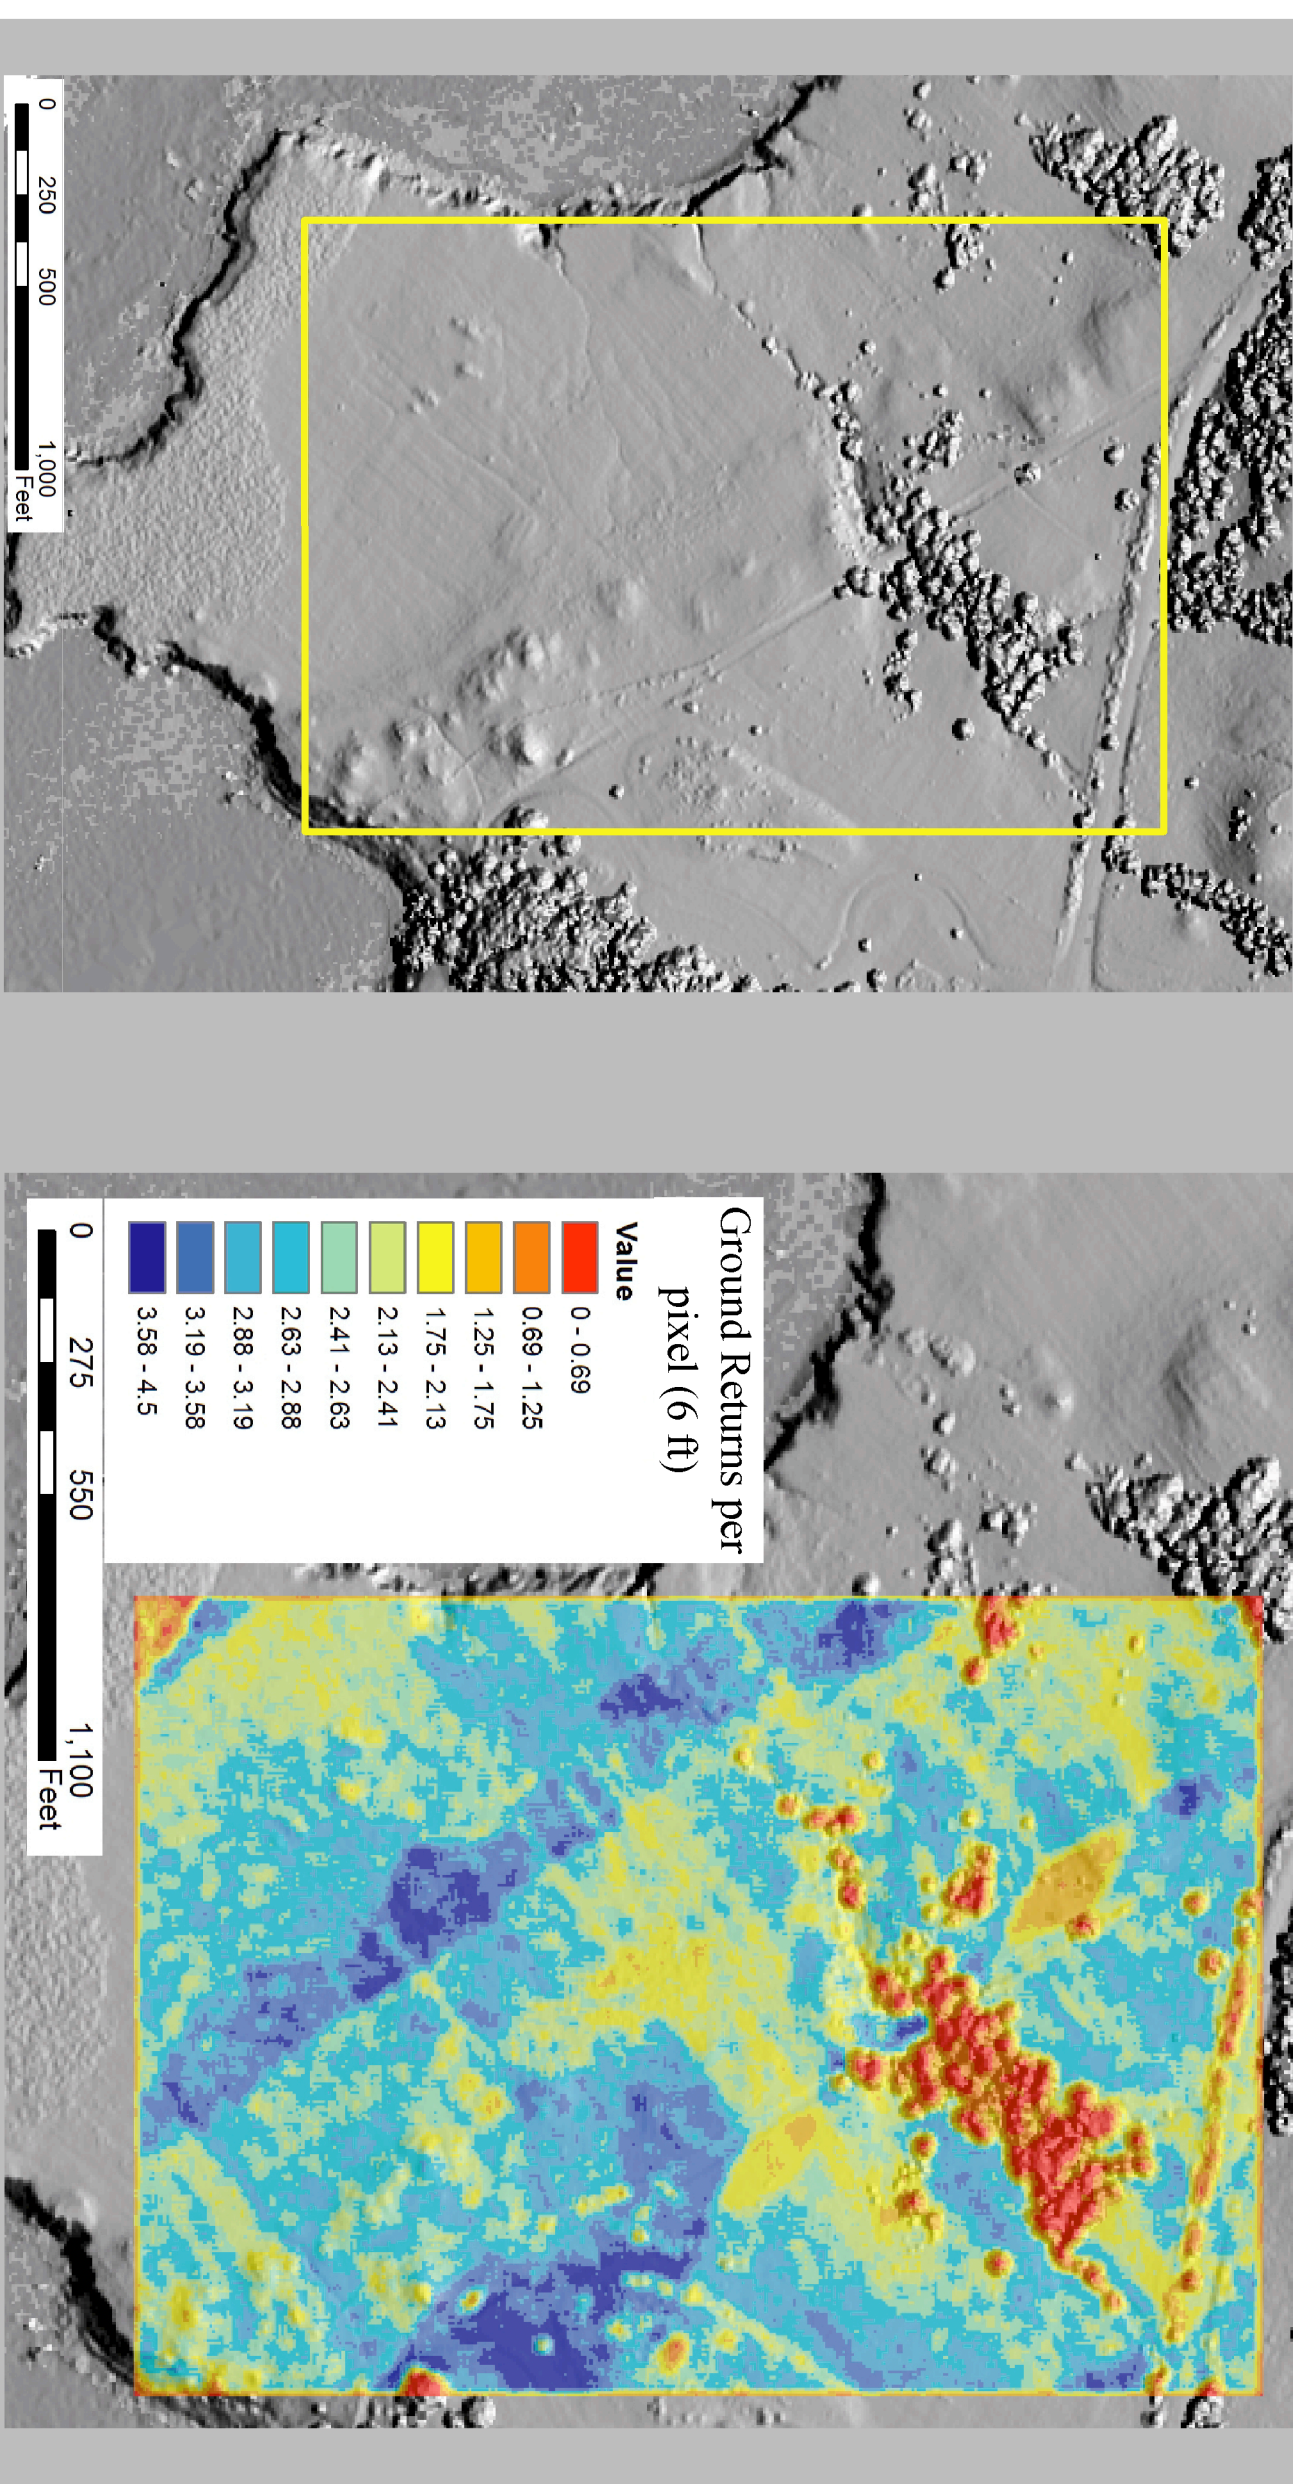 0 250 500 1,000
Feet
Ground Returns per
pixel (6 ft)
Value
0 - 0.69
0.69 - 1.25
1.25 - 1.75
1.75 - 2.13
2.13 - 2.41
2.41 - 2.63
2.63 - 2.88
2.88 - 3.19
3.19 - 3.58
3.58 - 4.5
0 275 550 1,100
Feet